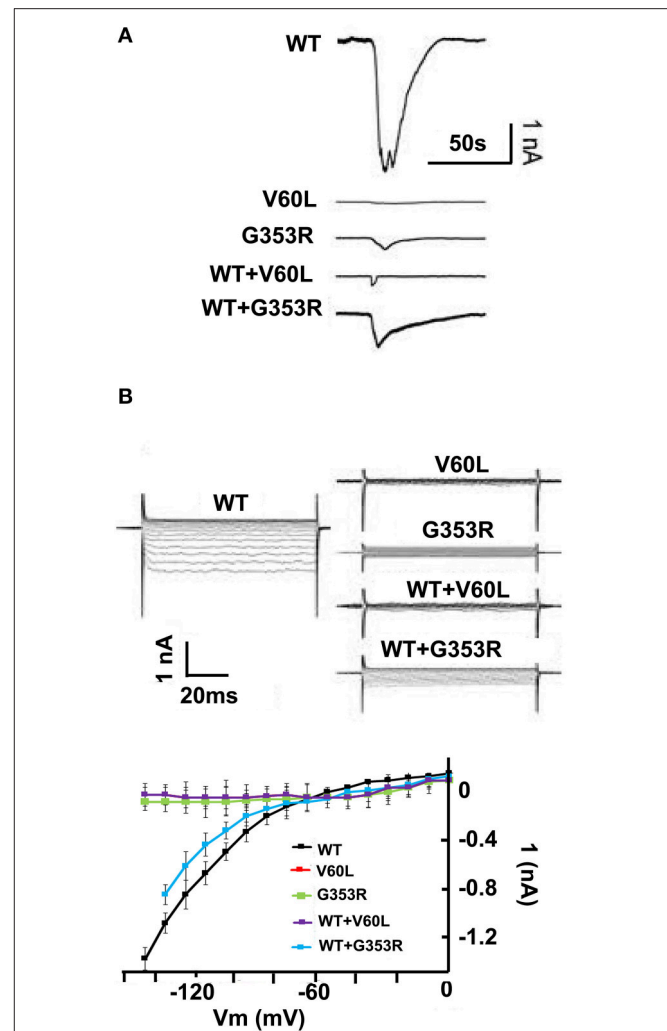 A
WT
50s
1 nA
V60L
G353R
WT+V60L
WT+G353R
B
WT
V60L
G353R
WT+V60L
WT+G353R
1 nA
20ms
0
-0.4
-0.8
-1.2
1 (nA)
WT
V60L
G353R
WT+V60L
WT+G353R
-120
-60
0
Vm (mV)